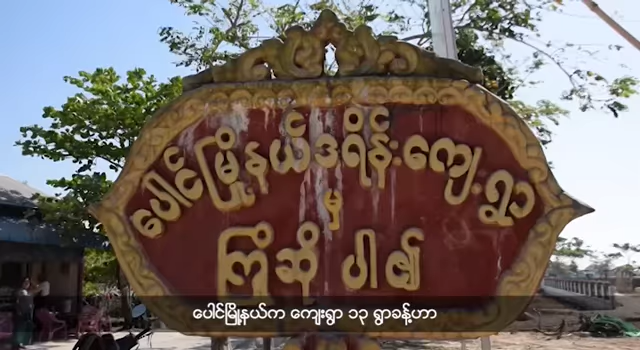 ပေါင်မြို့နယ်ဒရိန်းကျေးရွာ
မှ
ကြိုဆိုပါ၏
ပေါင်မြို့နယ်က ကျေးရွာ ၁၃ ရွာခန့်ဟာ